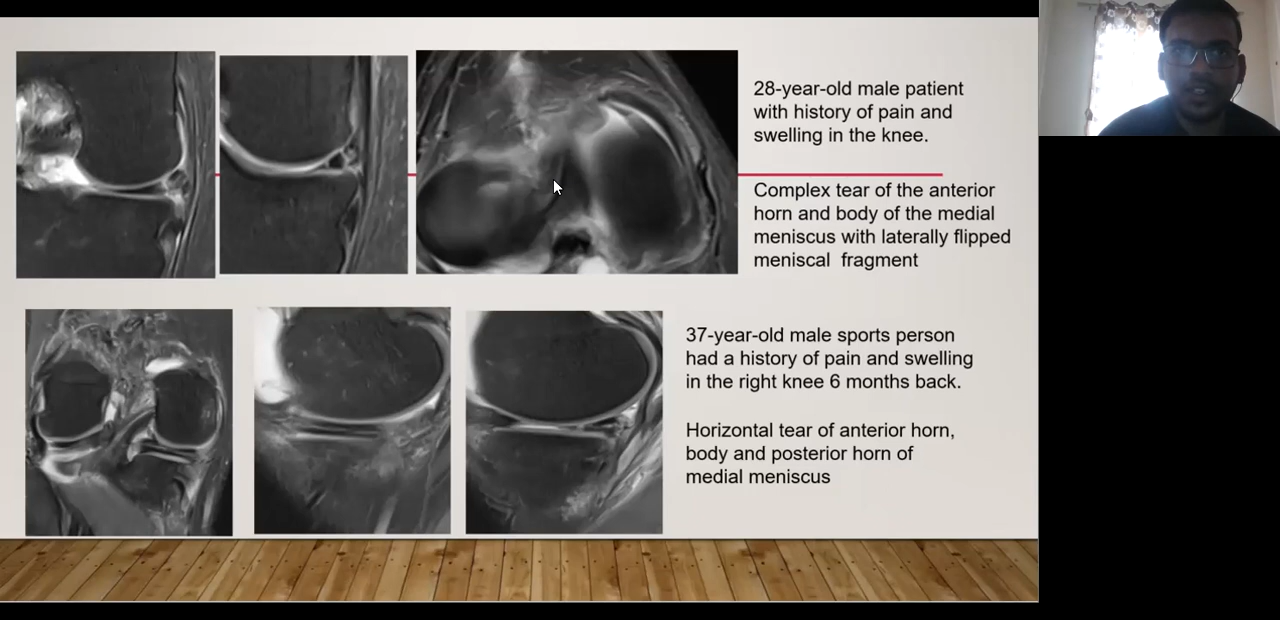 28-year-old male patient
with history of pain and
swelling in the knee.
Complex tear of the anterior
horn and body of the medial
meniscus with laterally flipped
meniscal fragment
37-year-old male sports person
had a history of pain and swelling
in the right knee 6 months back.
Horizontal tear of anterior horn,
body and posterior horn of
medial meniscus